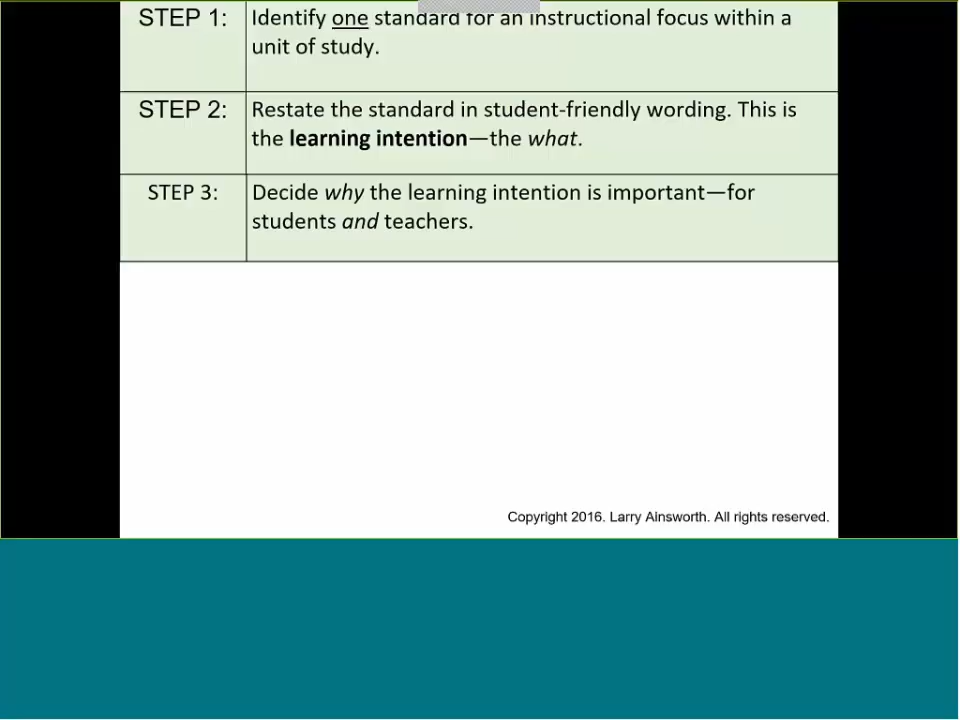 STEP 1:
Identify one standard for an instructional focus within a
unit of study.
STEP 2:
Restate the standard in student-friendly wording. This is
the learning intention—the what.
STEP 3:
Decide why the learning intention is important—for
students and teachers.
Copyright 2016. Larry Ainsworth. All rights reserved.